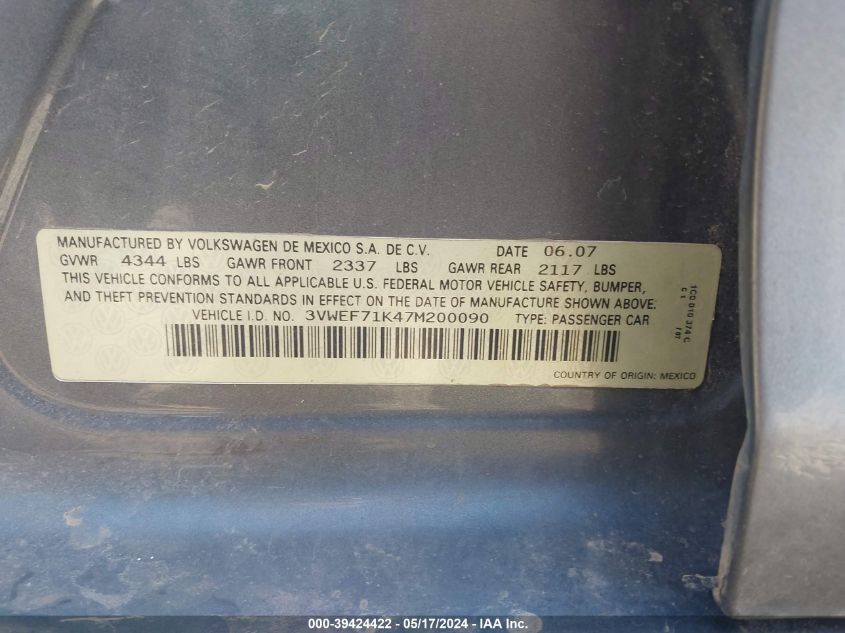 MANUFACTURED BY VOLKSWAGEN DE MEXICO S.A. DE C.V. DATE 06.07
GVWR 4344 LBS GAWR FRONT 2337 LBS GAWR REAR 2117 LBS
THIS VEHICLE CONFORMS TO ALL APPLICABLE U.S. FEDERAL MOTOR VEHICLE SAFETY, BUMPER,
AND THEFT PREVENTION STANDARDS IN EFFECT ON THE DATE OF MANUFACTURE SHOWN ABOVE.
VEHICLE I.D. NO. 3VWEF71K47M200090 TYPE: PASSENGER CAR
COUNTRY OF ORIGIN: MEXICO
1C0 010 374 C
000-39424422 - 05/17/2024 - IAA Inc.